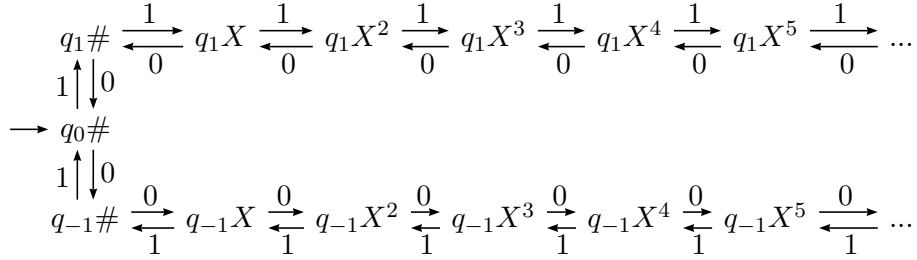 1 1 1 1 1 1
q₁# q₁X q₁X² q₁X³ q₁X⁴ q₁X⁵ ...
0 0 0 0 0 0
1 0
q₀#
1 0
0 0 0 0 0 0
q₋₁# q₋₁X q₋₁X² q₋₁X³ q₋₁X⁴ q₋₁X⁵ ...
1 1 1 1 1 1